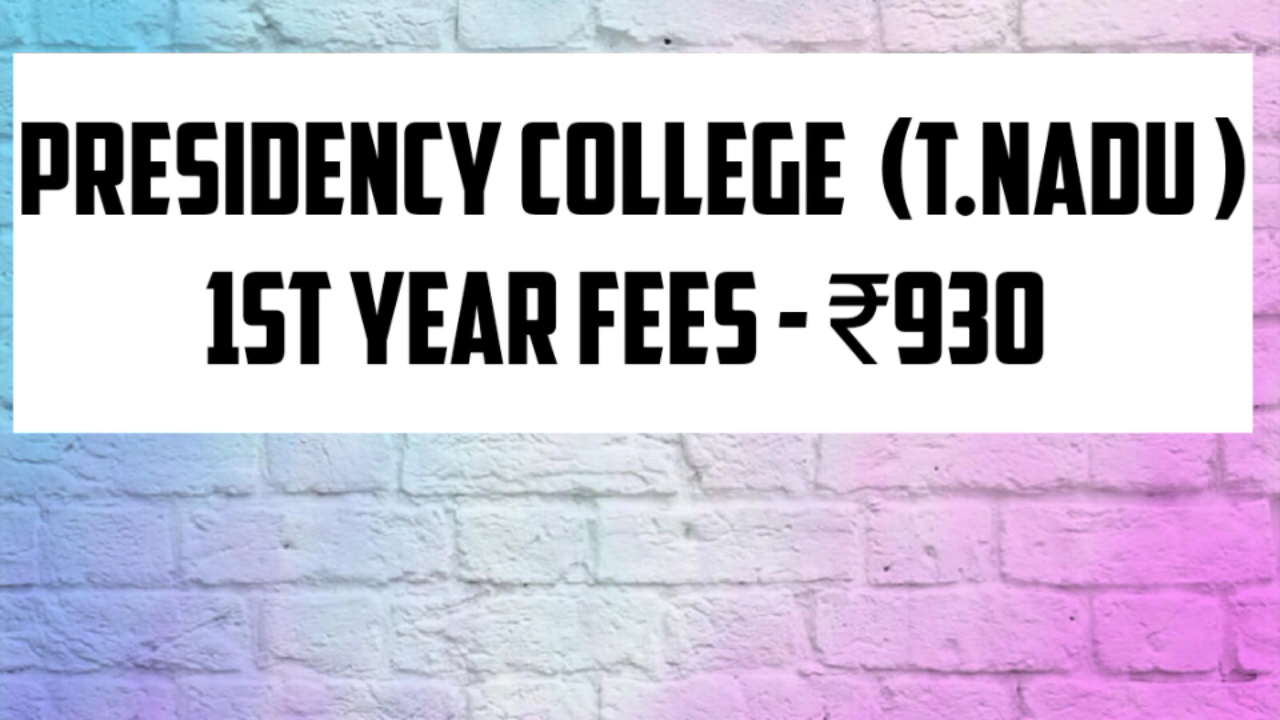 PRESIDENCY COLLEGE (T.NADU)
1ST YEAR FEES - ₹930